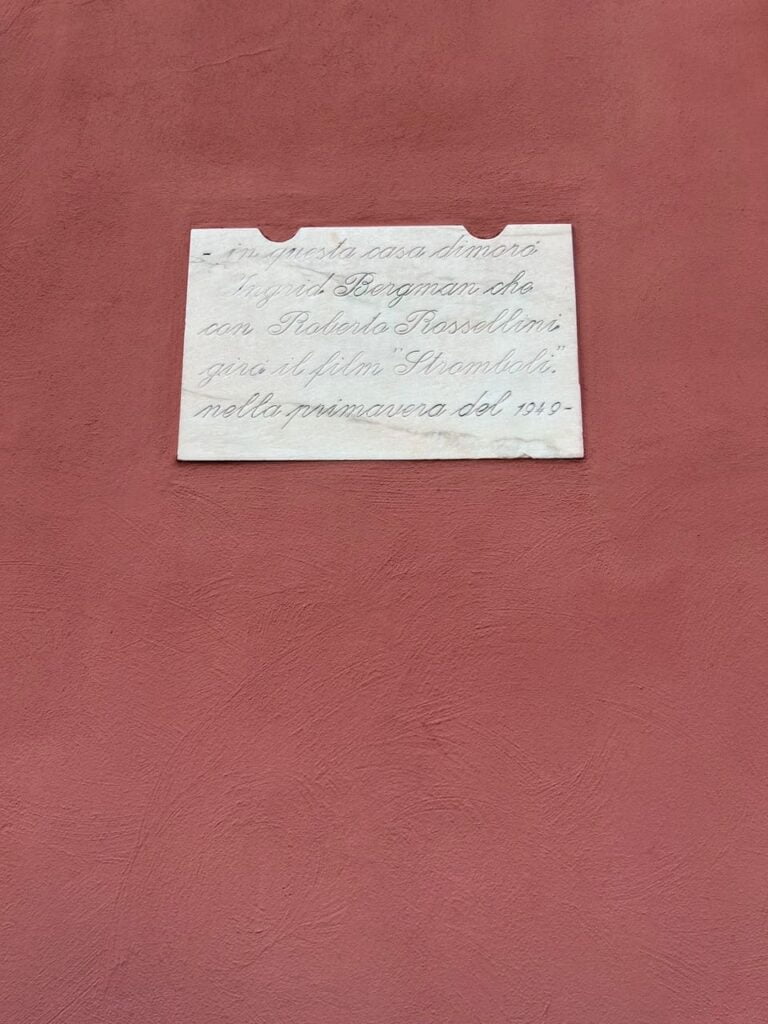 - in questa casa dimorò
Ingrid Bergman che
con Roberto Rossellini
girò il film "Stromboli".
nella primavera del 1949-